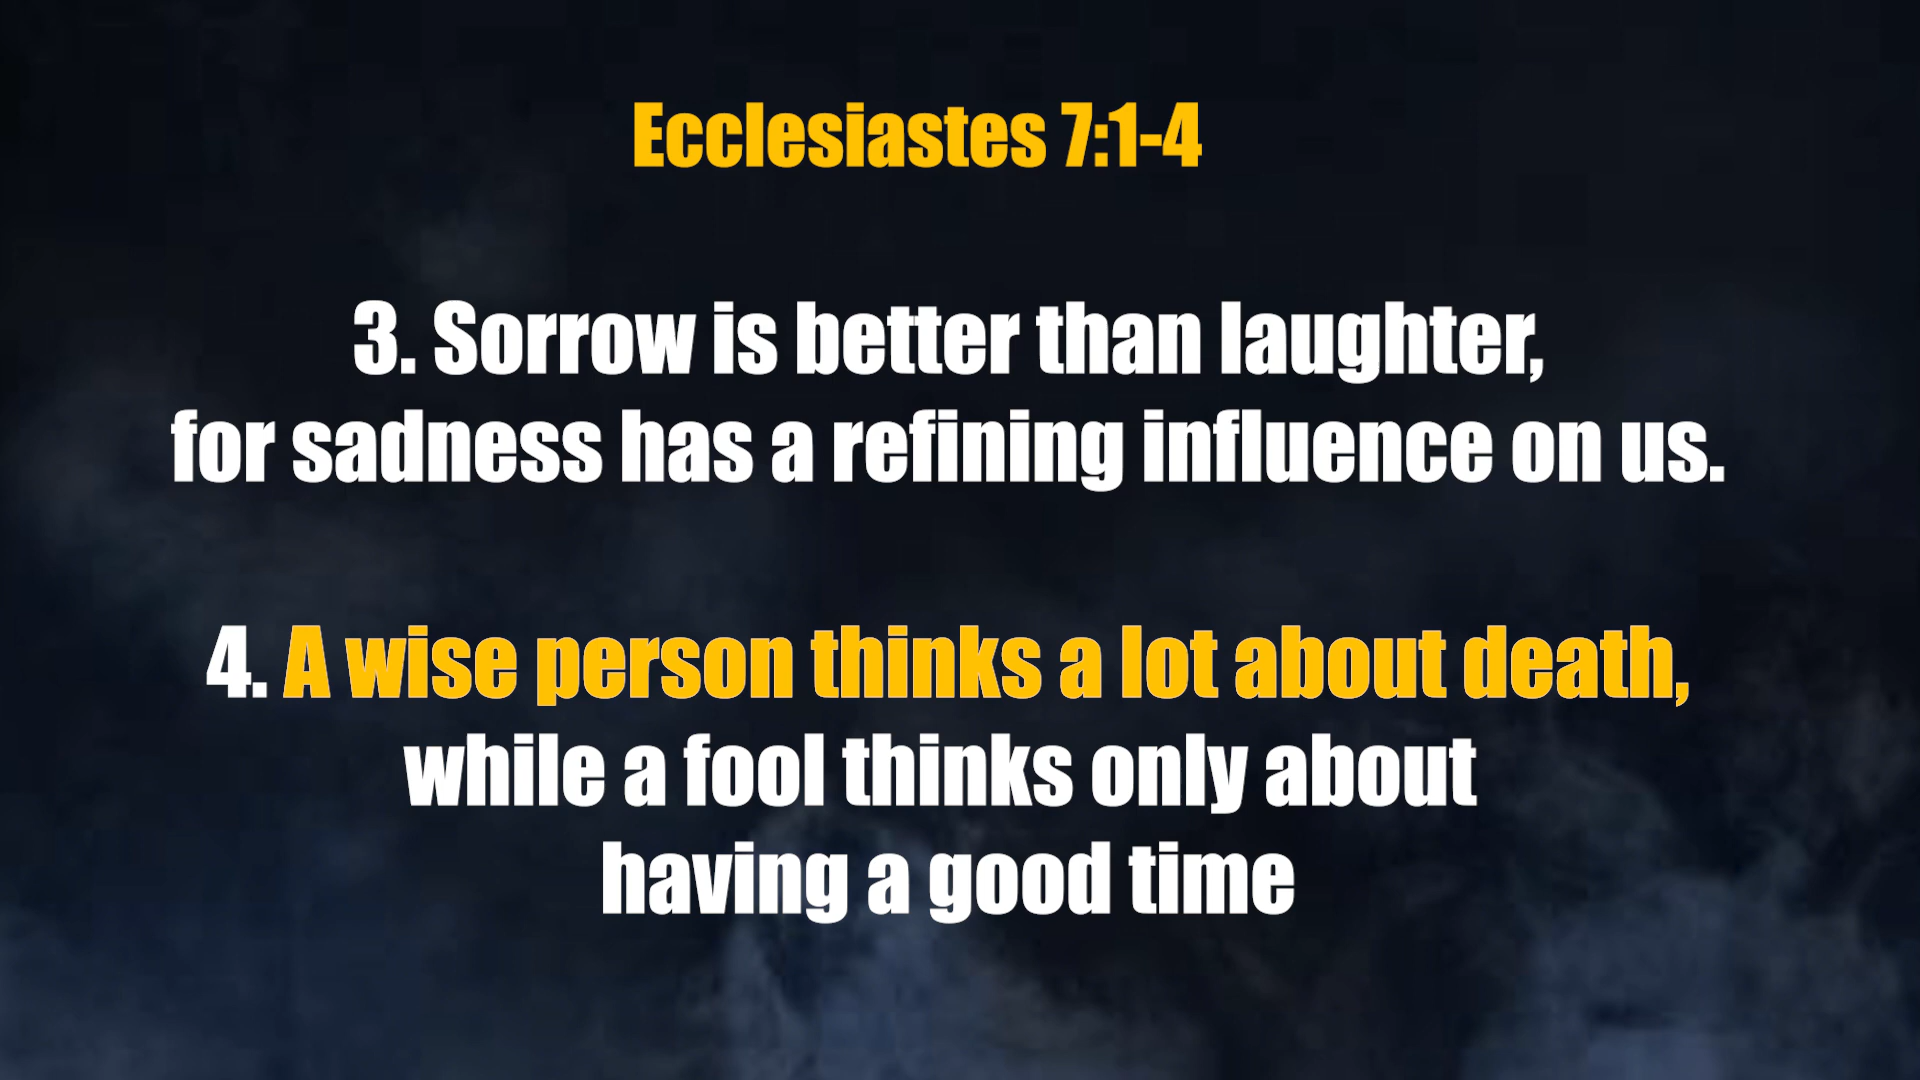 Ecclesiastes 7:1-4
3. Sorrow is better than laughter,
for sadness has a refining influence on us.
4. A wise person thinks a lot about death,
while a fool thinks only about
having a good time